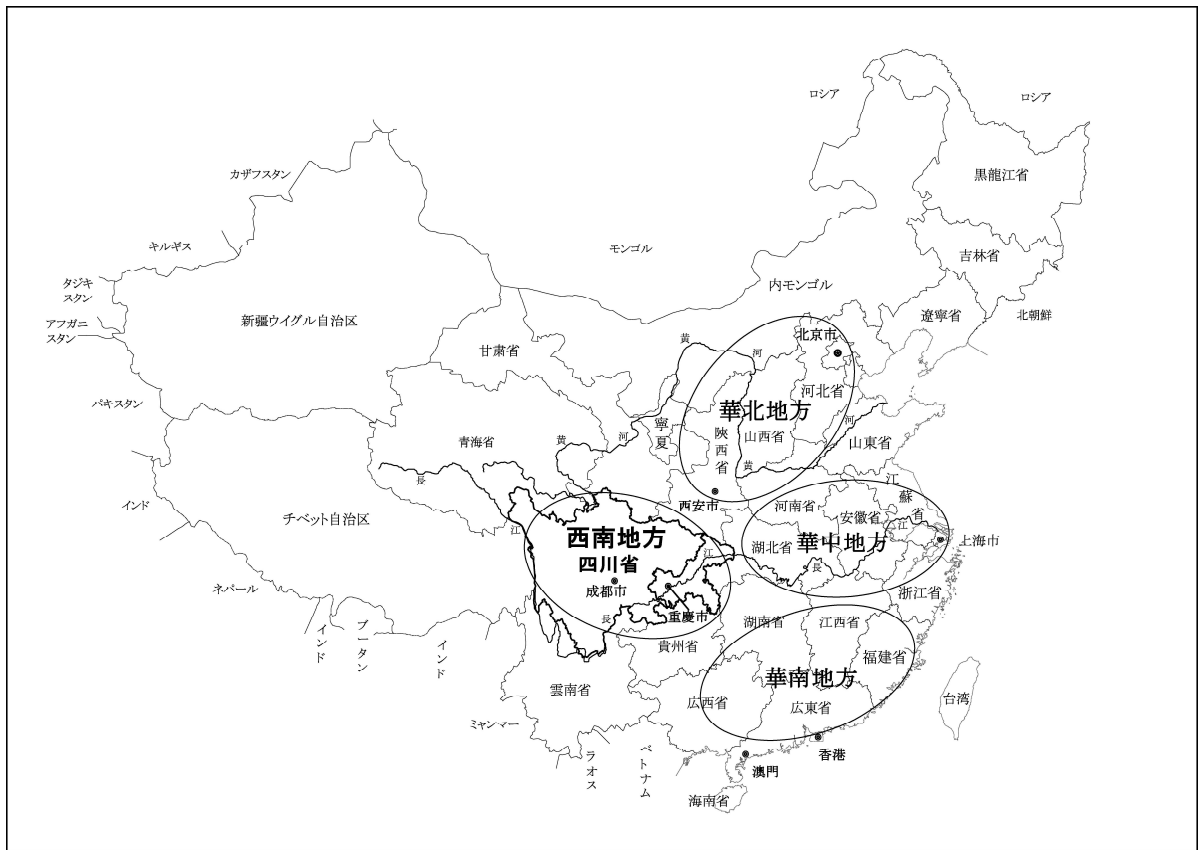 ロシア
ロシア
カザフスタン
黒龍江省
キルギス
モンゴル
吉林省
タジキ
スタン
内モンゴル
アフガニ
スタン
新疆ウイグル自治区
遼寧省
北朝鮮
北京市
甘粛省
黄
河
河北省
パキスタン
華北地方
寧夏
陝西省
山西省
河
山東省
青海省
黄
河
黄
長
江蘇省
インド
チベット自治区
西安市
河南省
安徽省
江
江
西南地方
四川省
江
湖北省
華中地方
上海市
長
成都市
重慶市
長
ネパール
浙江省
インド
ブータン
インド
湖南省
江西省
貴州省
福建省
雲南省
華南地方
広西省
広東省
台湾
ミャンマー
ラオス
ベトナム
香港
澳門
海南省